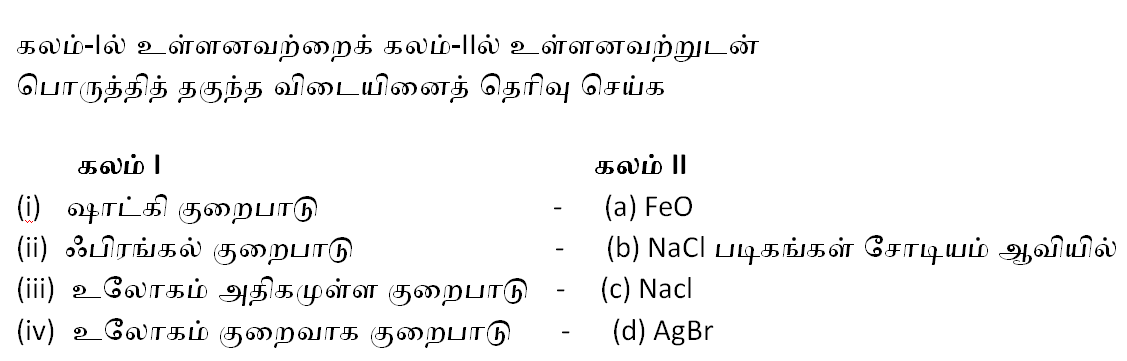 கலம்-Iல் உள்ளனவற்றைக் கலம்-IIல் உள்ளனவற்றுடன்
பொருத்தித் தகுந்த விடையினைத் தெரிவு செய்க
கலம் I கலம் II
(i) ஷாட்கி குறைபாடு - (a) FeO
(ii) ஃபிரங்கல் குறைபாடு - (b) NaCl படிகங்கள் சோடியம் ஆவியில்
(iii) உலோகம் அதிகமுள்ள குறைபாடு - (c) Nacl
(iv) உலோகம் குறைவாக குறைபாடு - (d) AgBr